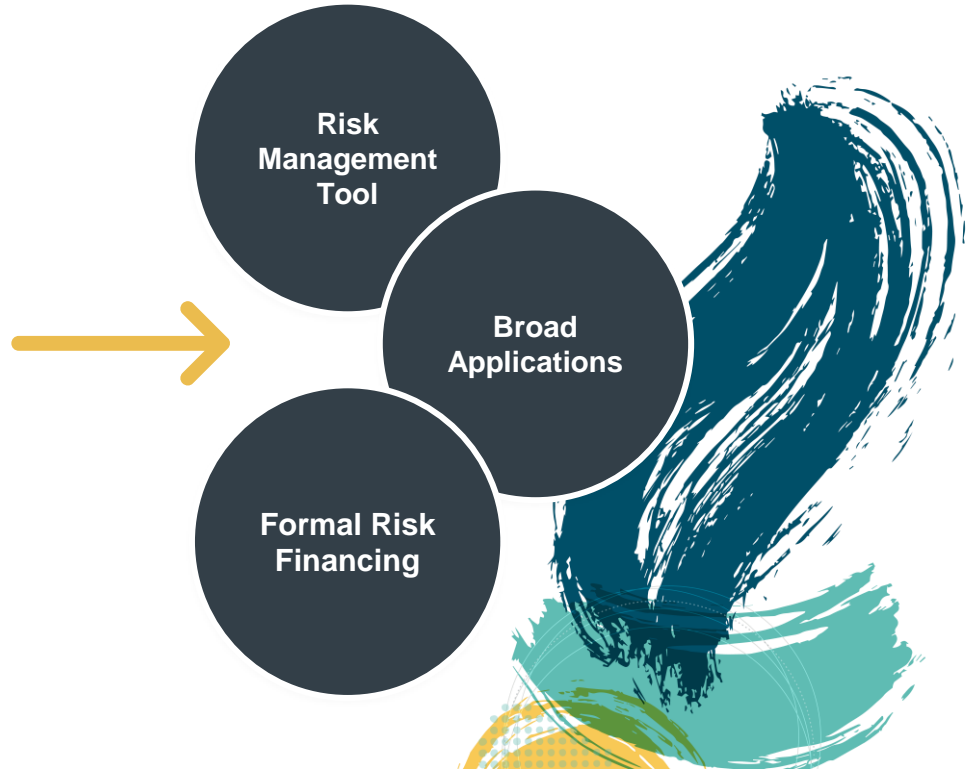 Risk
Management
Tool
Broad
Applications
Formal Risk
Financing